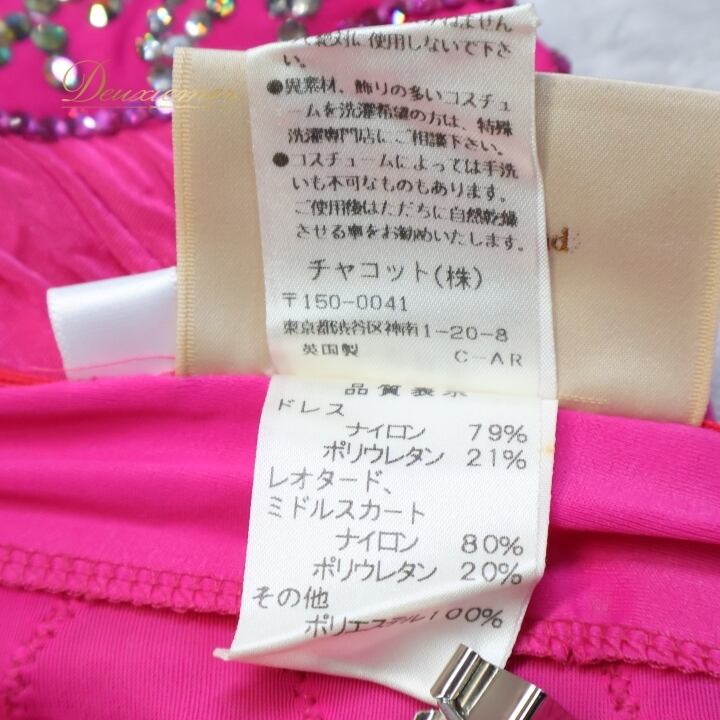 Deuxieme
絶対に使用しないで下さ
い。
●異素材、飾りの多いコスチュ
ームを洗濯希望の方は、特殊
洗濯専門店にご相談下さい。
●コスチュームによっては手洗
いも不可なものもあります。
ご使用後はただちに自然乾燥
させる事をお勧めいたします。
チャコット(株)
〒150-0041
東京都渋谷区神南1-20-8
英国製 C-AR
品質表示
ドレス
ナイロン 79%
ポリウレタン 21%
レオタード、
ミドルスカート
ナイロン 80%
ポリウレタン 20%
その他
ポリエステル 100%